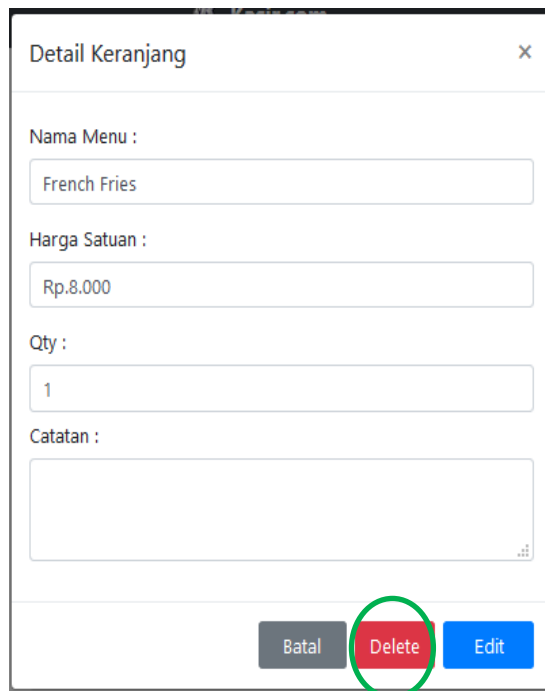 Detail Keranjang ×
Nama Menu :
French Fries
Harga Satuan :
Rp.8.000
Qty :
1
Catatan :
Batal Delete Edit